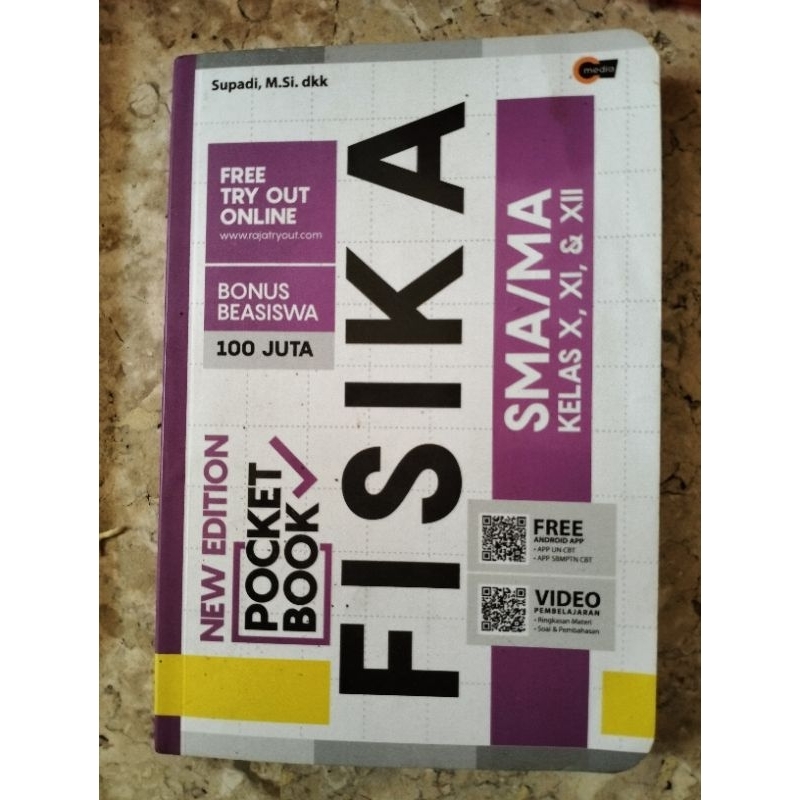 Supadi, M.Si. dkk
media
FREE
TRY OUT
ONLINE
www.rajatryout.com
BONUS
BEASISWA
100 JUTA
NEW EDITION
POCKET
BOOK
FISIKA
SMA/MA
KELAS X, XI, & XII
FREE
ANDROID APP
• APP UN-CBT
• APP SBMPTN CBT
VIDEO
PEMBELAJARAN
• Ringkasan Materi
• Soal & Pembahasan